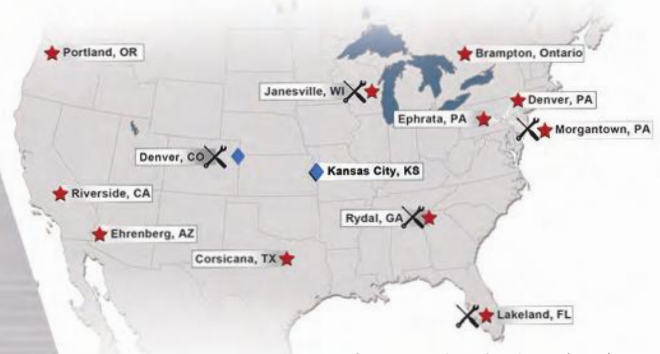 Portland, OR
Brampton, Ontario
Janesville, WI
Denver, PA
Ephrata, PA
Morgantown, PA
Denver, CO
Kansas City, KS
Riverside, CA
Rydal, GA
Ehrenberg, AZ
Corsicana, TX
Lakeland, FL